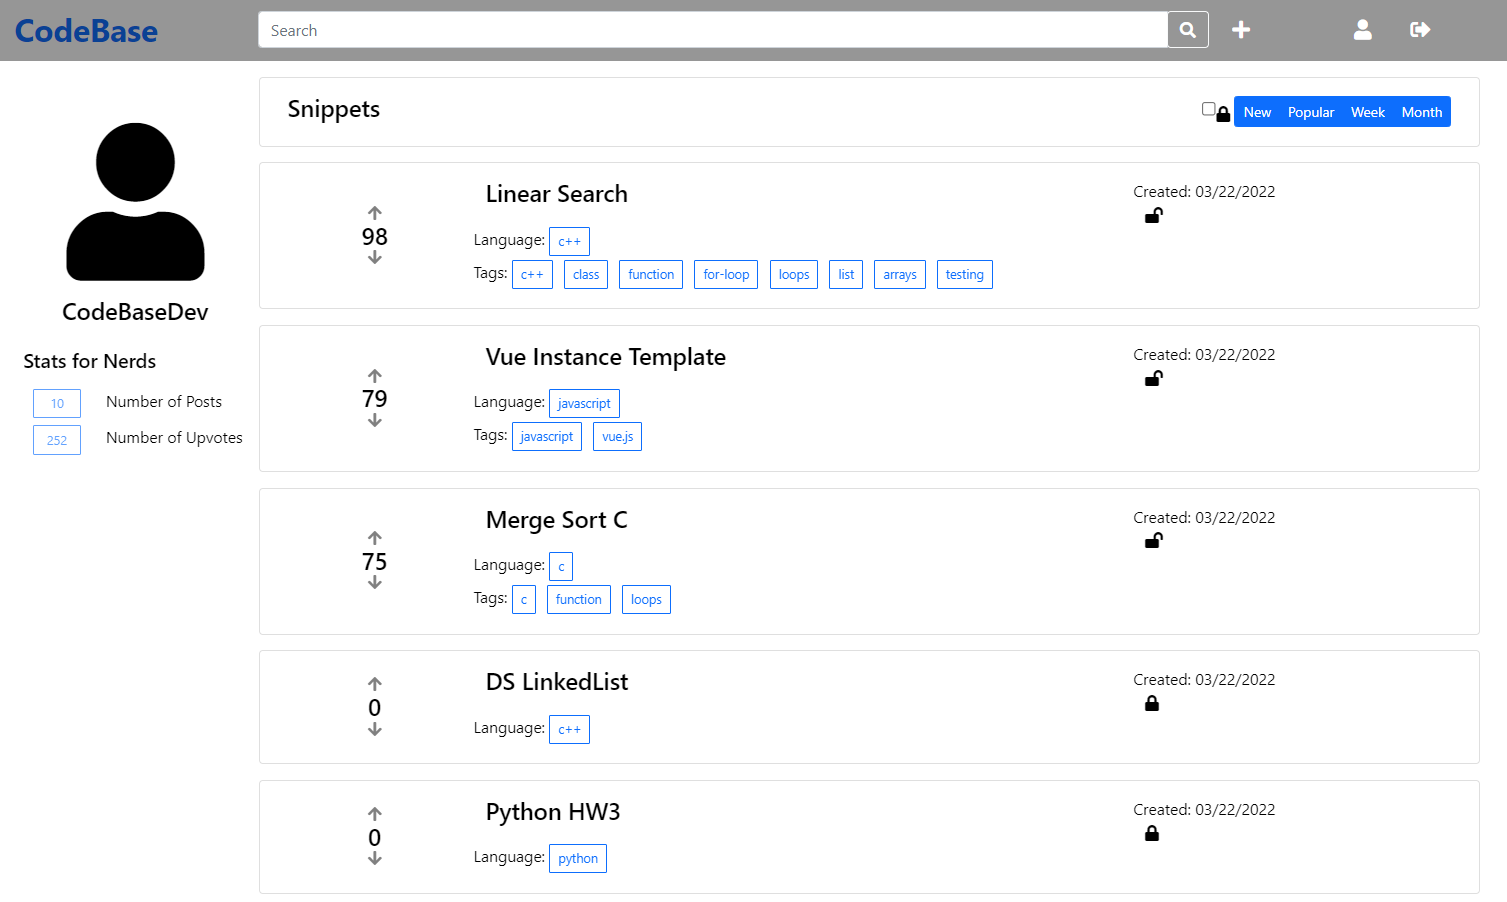 CodeBase
Search
CodeBaseDev
Stats for Nerds
10 Number of Posts
252 Number of Upvotes
Snippets
New Popular Week Month
Linear Search
Created: 03/22/2022
98
Language: c++
Tags: c++ class function for-loop loops list arrays testing
Vue Instance Template
Created: 03/22/2022
79
Language: javascript
Tags: javascript vue.js
Merge Sort C
Created: 03/22/2022
75
Language: c
Tags: c function loops
DS LinkedList
Created: 03/22/2022
0
Language: c++
Python HW3
Created: 03/22/2022
0
Language: python